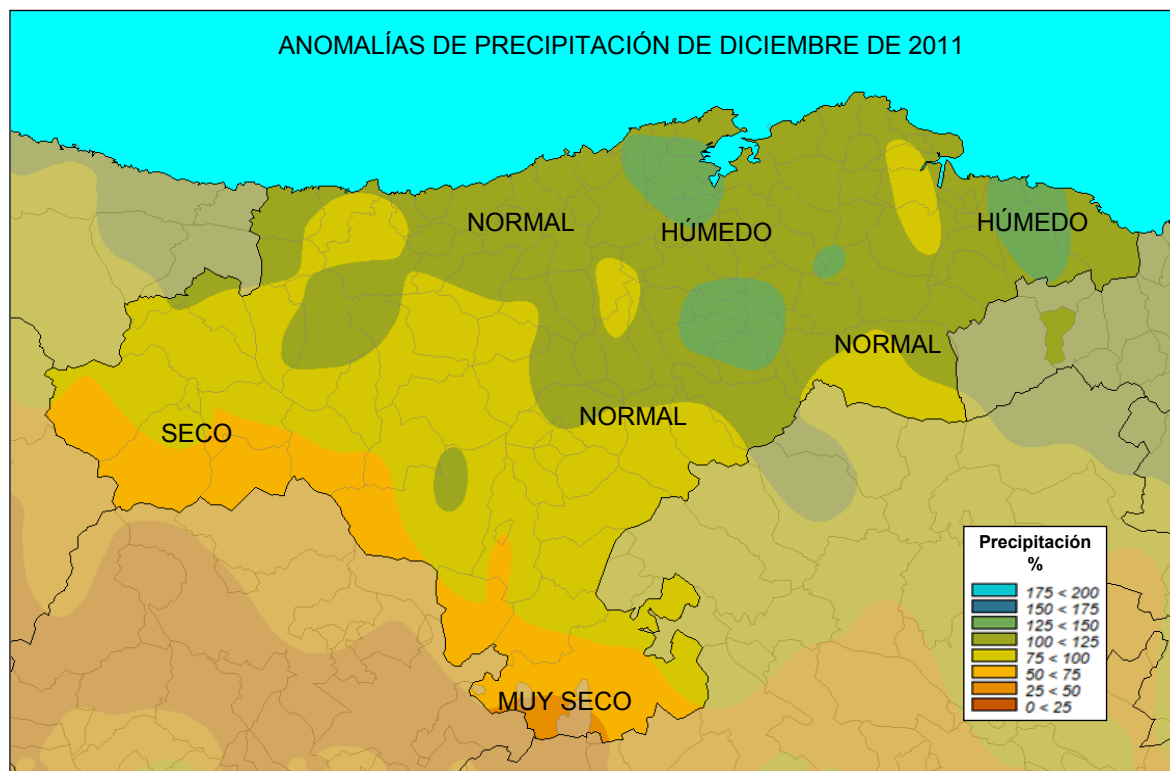 ANOMALÍAS DE PRECIPITACIÓN DE DICIEMBRE DE 2011
NORMAL
HÚMEDO
HÚMEDO
NORMAL
SECO
NORMAL
MUY SECO
Precipitación
%
175 < 200
150 < 175
125 < 150
100 < 125
75 < 100
50 < 75
25 < 50
0 < 25